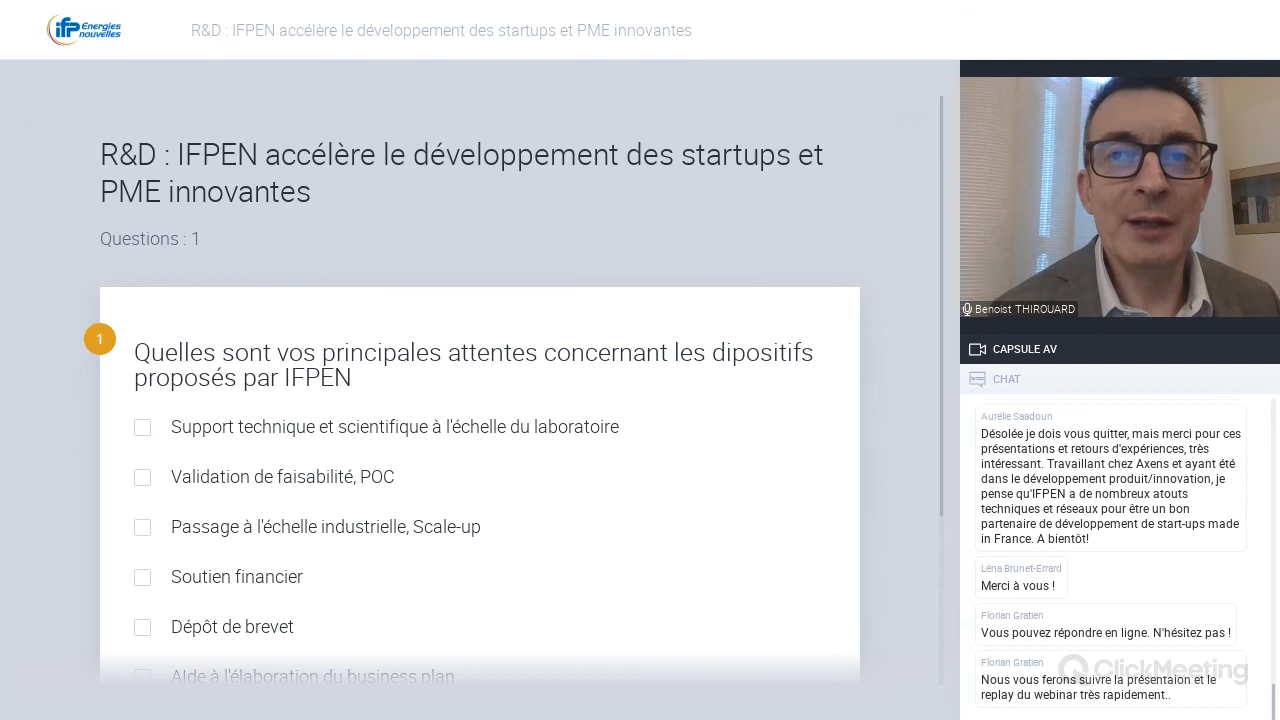 ifp Energies
nouvelles
R&D : IFPEN accélère le développement des startups et PME innovantes
R&D : IFPEN accélère le développement des startups et
PME innovantes
Questions : 1
1
Quelles sont vos principales attentes concernant les dipositifs
proposés par IFPEN
Support technique et scientifique à l'échelle du laboratoire
Validation de faisabilité, POC
Passage à l'échelle industrielle, Scale-up
Soutien financier
Dépôt de brevet
AIde à l'élaboration du business plan
Benoist THIROUARD
CAPSULE AV
CHAT
Aurélie Saadoun
Désolée je dois vous quitter, mais merci pour ces
présentations et retours d'expériences, très
intéressant. Travaillant chez Axens et ayant été
dans le développement produit/innovation, je
pense qu'IFPEN a de nombreux atouts
techniques et réseaux pour être un bon
partenaire de développement de start-ups made
in France. A bientôt!
Léna Brunet-Errard
Merci à vous !
Florian Gratien
Vous pouvez répondre en ligne. N'hésitez pas !
Florian Gratien
Nous vous ferons suivre la présentaion et le
replay du webinar très rapidement..
ClickMeeting